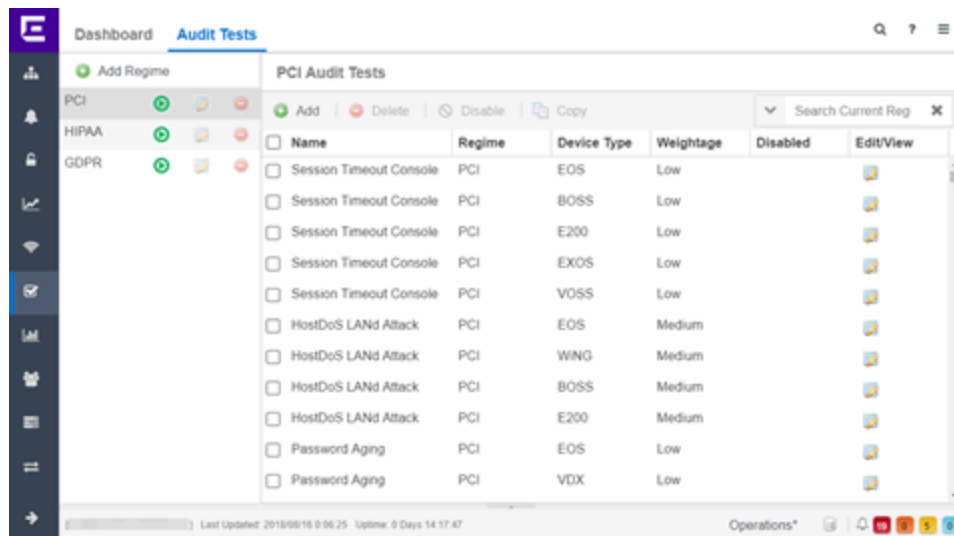 Dashboard Audit Tests
Add Regime
PCI Audit Tests
PCI
HIPAA
GDPR
Add Delete Disable Copy Search Current Reg
Name Regime Device Type Weightage Disabled Edit/View
Session Timeout Console PCI EOS Low
Session Timeout Console PCI BOSS Low
Session Timeout Console PCI E200 Low
Session Timeout Console PCI EXOS Low
Session Timeout Console PCI VOSS Low
HostDoS LANd Attack PCI EOS Medium
HostDoS LANd Attack PCI WiNG Medium
HostDoS LANd Attack PCI BOSS Medium
HostDoS LANd Attack PCI E200 Medium
Password Aging PCI EOS Low
Password Aging PCI VDX Low
Last Updated: 2018/08/16 0:06:25 Uptime: 0 Days 14:17:47 Operations* 19 0 5 0